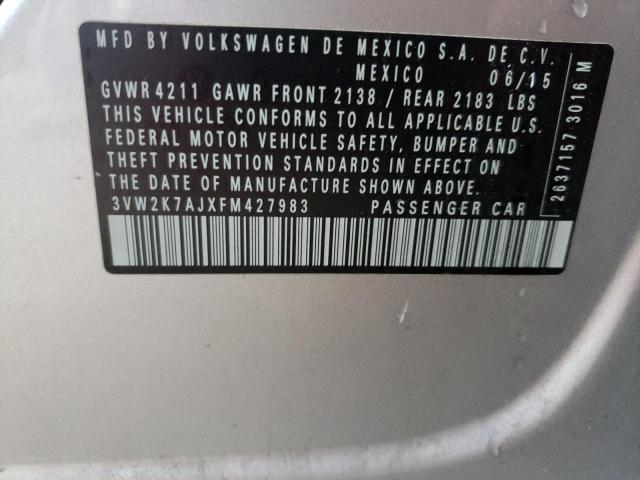 MFD BY VOLKSWAGEN DE MEXICO S.A. DE C.V.
MEXICO 06/15
GVWR 4211 GAWR FRONT 2138 / REAR 2183 LBS
THIS VEHICLE CONFORMS TO ALL APPLICABLE U.S.
FEDERAL MOTOR VEHICLE SAFETY, BUMPER AND
THEFT PREVENTION STANDARDS IN EFFECT ON
THE DATE OF MANUFACTURE SHOWN ABOVE.
3VW2K7AJXFM427983 PASSENGER CAR
2637157 3016 M